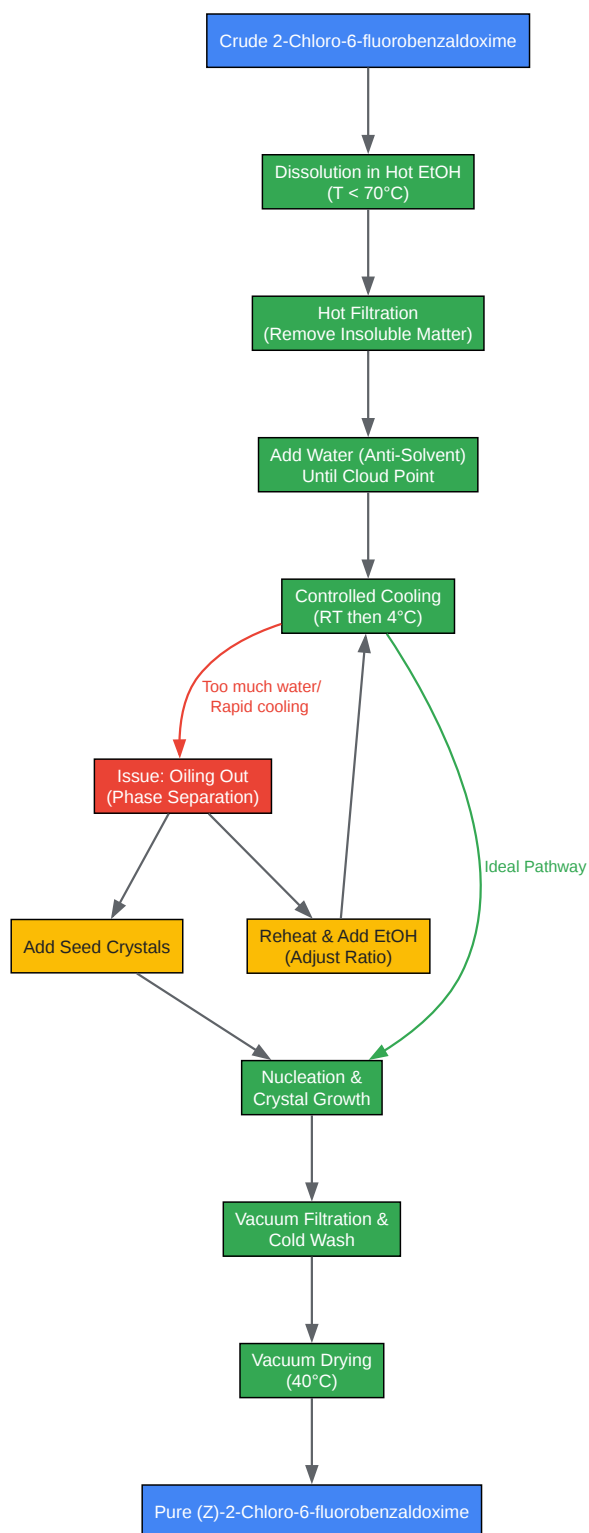 Crude 2-Chloro-6-fluorobenzaldoxime
Dissolution in Hot EtOH
(T < 70°C)
Hot Filtration
(Remove Insoluble Matter)
Add Water (Anti-Solvent)
Until Cloud Point
Controlled Cooling
(RT then 4°C)
Too much water/
Rapid cooling
Issue: Oiling Out
(Phase Separation)
Ideal Pathway
Add Seed Crystals
Reheat & Add EtOH
(Adjust Ratio)
Nucleation &
Crystal Growth
Vacuum Filtration &
Cold Wash
Vacuum Drying
(40°C)
Pure (Z)-2-Chloro-6-fluorobenzaldoxime